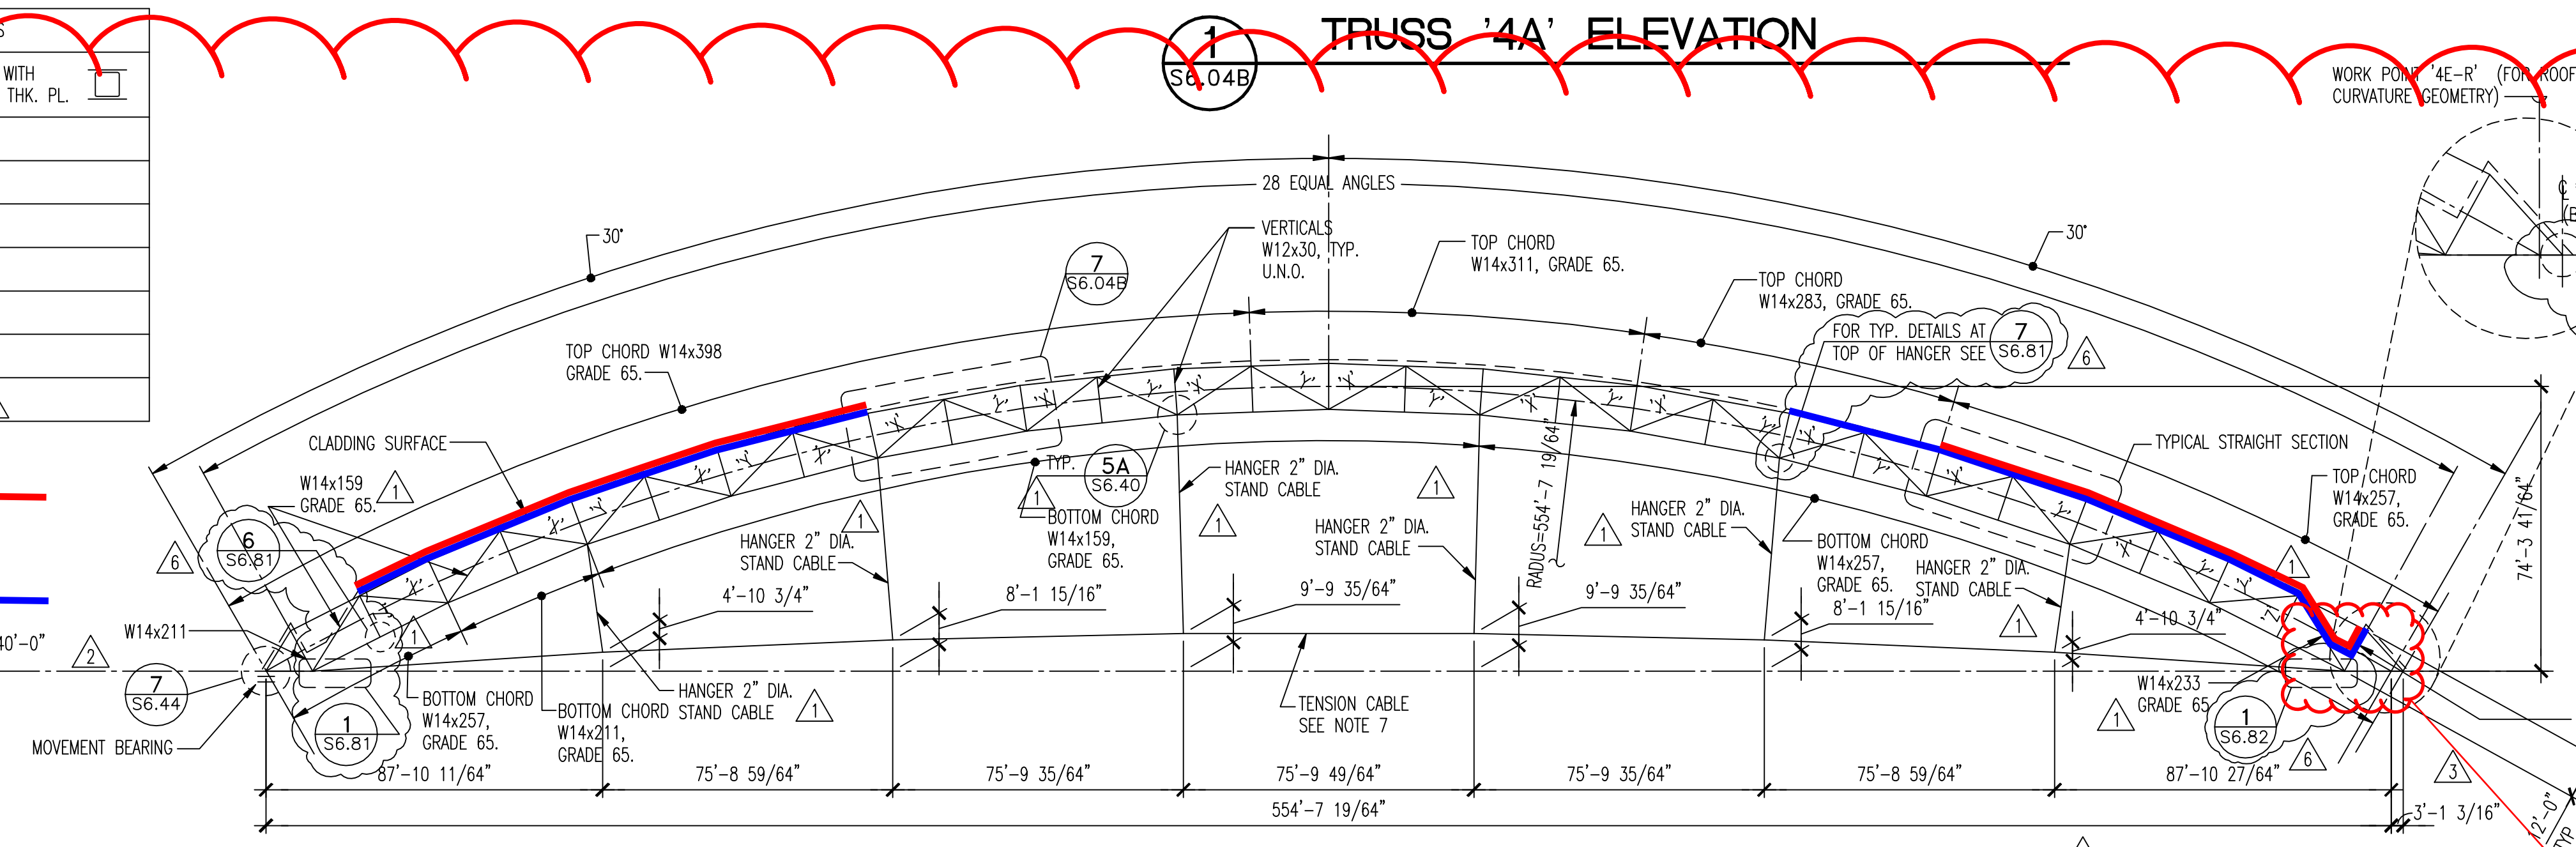 TRUSS '4A' ELEVATION
1
S6.04B
S
WITH
THK. PL.
WORK POINT '4E-R' (FOR ROOF
CURVATURE GEOMETRY)
28 EQUAL ANGLES
30°
30°
VERTICALS
W12x30, TYP.
U.N.O.
TOP CHORD
W14x311, GRADE 65.
TOP CHORD
W14x283, GRADE 65.
7
S6.04B
FOR TYP. DETAILS AT
TOP OF HANGER SEE
7
S6.81
6
TOP CHORD W14x398
GRADE 65.
CLADDING SURFACE
TYPICAL STRAIGHT SECTION
W14x159
GRADE 65.
1
TYP.
5A
S6.40
1
HANGER 2" DIA.
STAND CABLE
1
1
RADIUS=554'-7 19/64"
TOP CHORD
W14x257,
GRADE 65.
74'-3 41/64"
6
S6.81
6
1
BOTTOM CHORD
W14x159,
GRADE 65.
HANGER 2" DIA.
STAND CABLE
HANGER 2" DIA.
STAND CABLE
1
HANGER 2" DIA.
STAND CABLE
BOTTOM CHORD
W14x257,
GRADE 65.
HANGER 2" DIA.
STAND CABLE
1
1
'X' 'Y' 'X' 'Y' 'X' 'Y' 'X' 'X' 'Y' 'X' 'Y' 'X' 'Y' 'X' 'Y' 'X' 'Y' 'X' 'Y' 'X' 'Y' 'X' 'Y' 'X' 'Y' 'Y' 'Z'
4'-10 3/4"
8'-1 15/16"
9'-9 35/64"
9'-9 35/64"
8'-1 15/16"
4'-10 3/4"
W14x211
1
40'-0"
2
7
S6.44
MOVEMENT BEARING
1
S6.81
BOTTOM CHORD
W14x257,
GRADE 65.
BOTTOM CHORD
W14x211,
GRADE 65.
HANGER 2" DIA.
STAND CABLE
1
TENSION CABLE
SEE NOTE 7
W14x233
GRADE 65
1
1
S6.82
6
3
87'-10 11/64"
75'-8 59/64"
75'-9 35/64"
75'-9 49/64"
75'-9 35/64"
75'-8 59/64"
87'-10 27/64"
554'-7 19/64"
3'-1 3/16"
12'-0"
TYP